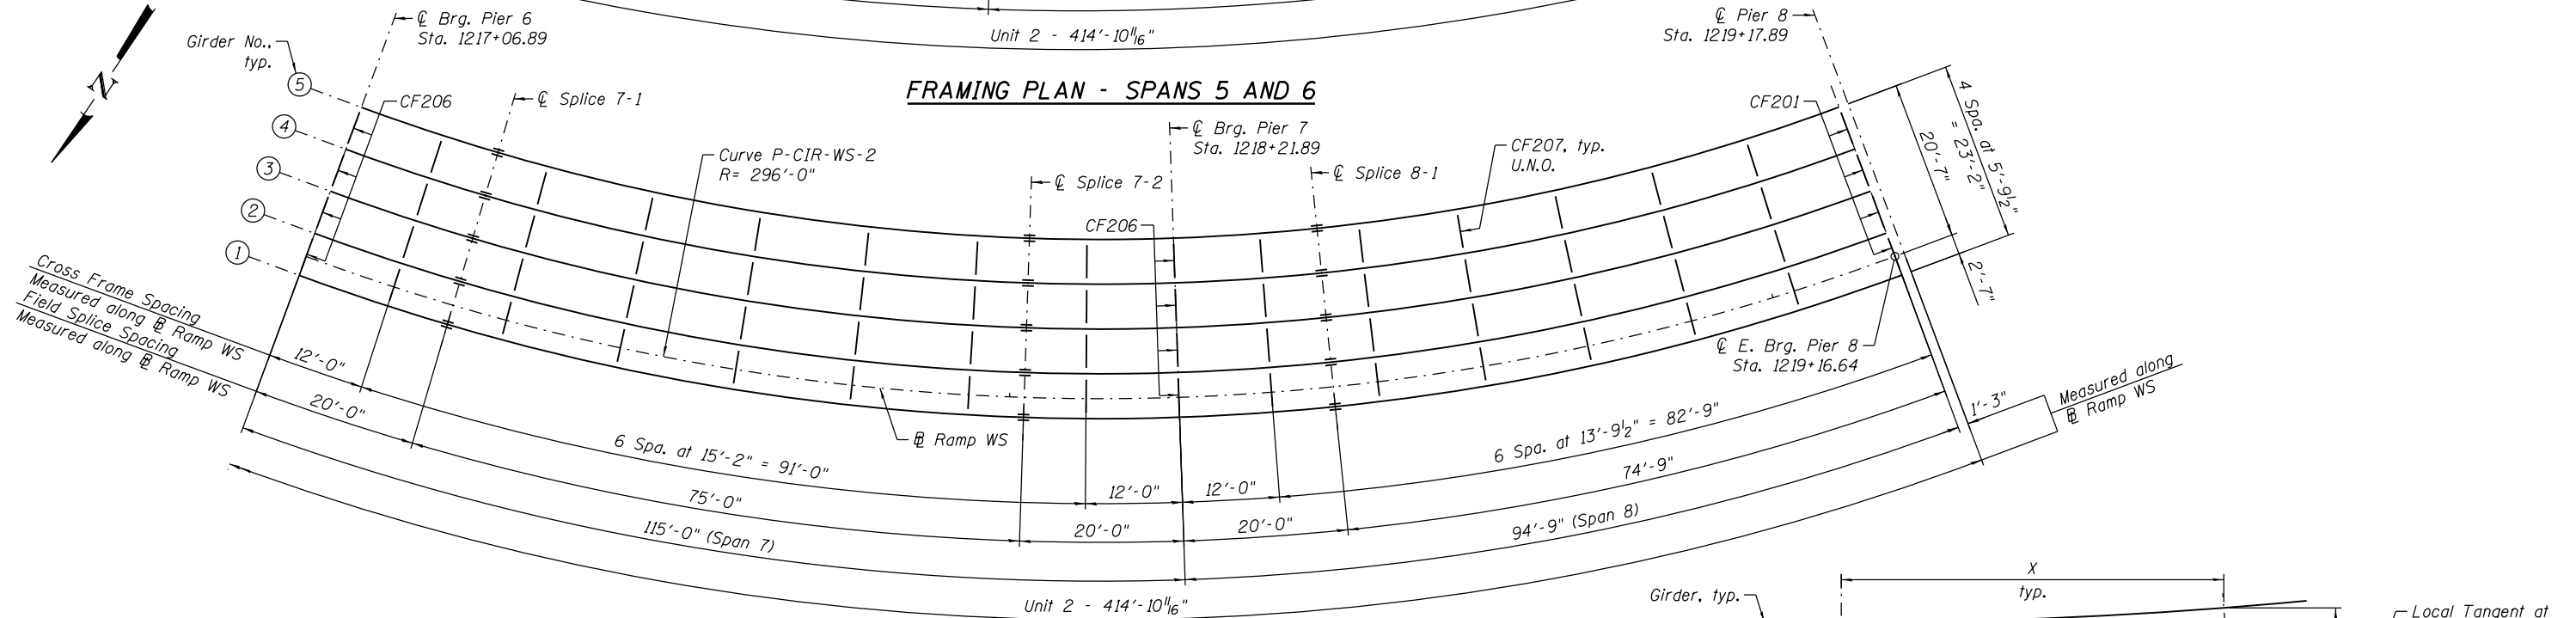 Unit 2 - 414'-10 11/16"
FRAMING PLAN - SPANS 5 AND 6
N
℄ Brg. Pier 6
Sta. 1217+06.89
Girder No.,
typ.
5
4
3
2
1
CF206
℄ Splice 7-1
Curve P-CIR-WS-2
R= 296'-0"
℄ Splice 7-2
℄ Brg. Pier 7
Sta. 1218+21.89
CF206
℄ Splice 8-1
CF207, typ.
U.N.O.
℄ Pier 8
Sta. 1219+17.89
CF201
4 Spa. at 5'-9 1/2"
= 23'-2"
20'-7"
2'-7"
℄ E. Brg. Pier 8
Sta. 1219+16.64
Cross Frame Spacing
Measured along ⅊ Ramp WS
Field Splice Spacing
Measured along ⅊ Ramp WS
⅊ Ramp WS
12'-0"
6 Spa. at 15'-2" = 91'-0"
12'-0"
12'-0"
6 Spa. at 13'-9 1/2" = 82'-9"
20'-0"
75'-0"
20'-0"
20'-0"
74'-9"
115'-0" (Span 7)
94'-9" (Span 8)
1'-3"
Measured along
⅊ Ramp WS
Unit 2 - 414'-10 11/16"
Girder, typ.
X
typ.
Local Tangent at